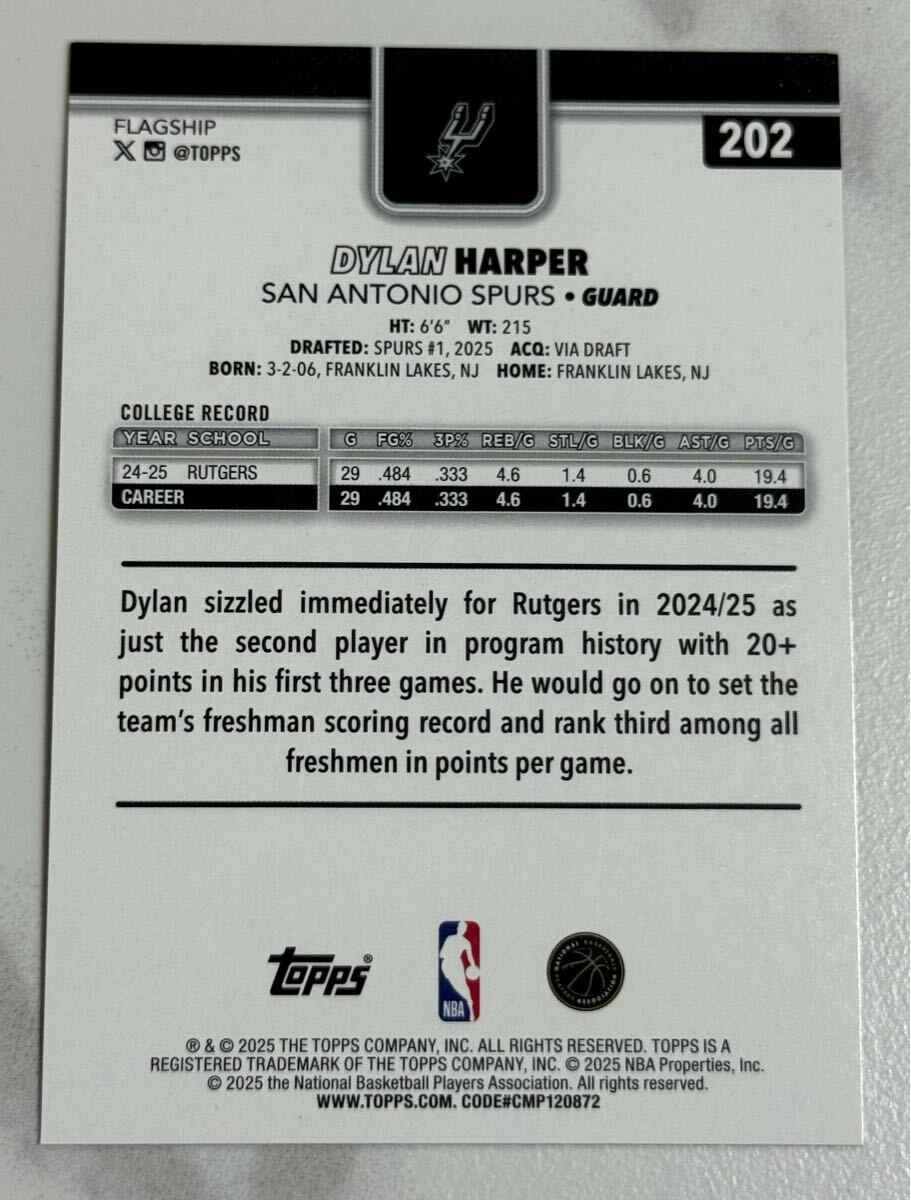 FLAGSHIP
@TOPPS
202
DYLAN HARPER
SAN ANTONIO SPURS • GUARD
HT: 6'6" WT: 215
DRAFTED: SPURS #1, 2025 ACQ: VIA DRAFT
BORN: 3-2-06, FRANKLIN LAKES, NJ HOME: FRANKLIN LAKES, NJ
COLLEGE RECORD
YEAR SCHOOL G FG% 3P% REB/G STL/G BLK/G AST/G PTS/G
24-25 RUTGERS 29 .484 .333 4.6 1.4 0.6 4.0 19.4
CAREER 29 .484 .333 4.6 1.4 0.6 4.0 19.4
Dylan sizzled immediately for Rutgers in 2024/25 as
just the second player in program history with 20+
points in his first three games. He would go on to set the
team's freshman scoring record and rank third among all
freshmen in points per game.
TOPPS®
NBA
NATIONAL BASKETBALL PLAYERS ASSOCIATION
® & © 2025 THE TOPPS COMPANY, INC. ALL RIGHTS RESERVED. TOPPS IS A
REGISTERED TRADEMARK OF THE TOPPS COMPANY, INC. © 2025 NBA Properties, Inc.
© 2025 the National Basketball Players Association. All rights reserved.
WWW.TOPPS.COM. CODE#CMP120872